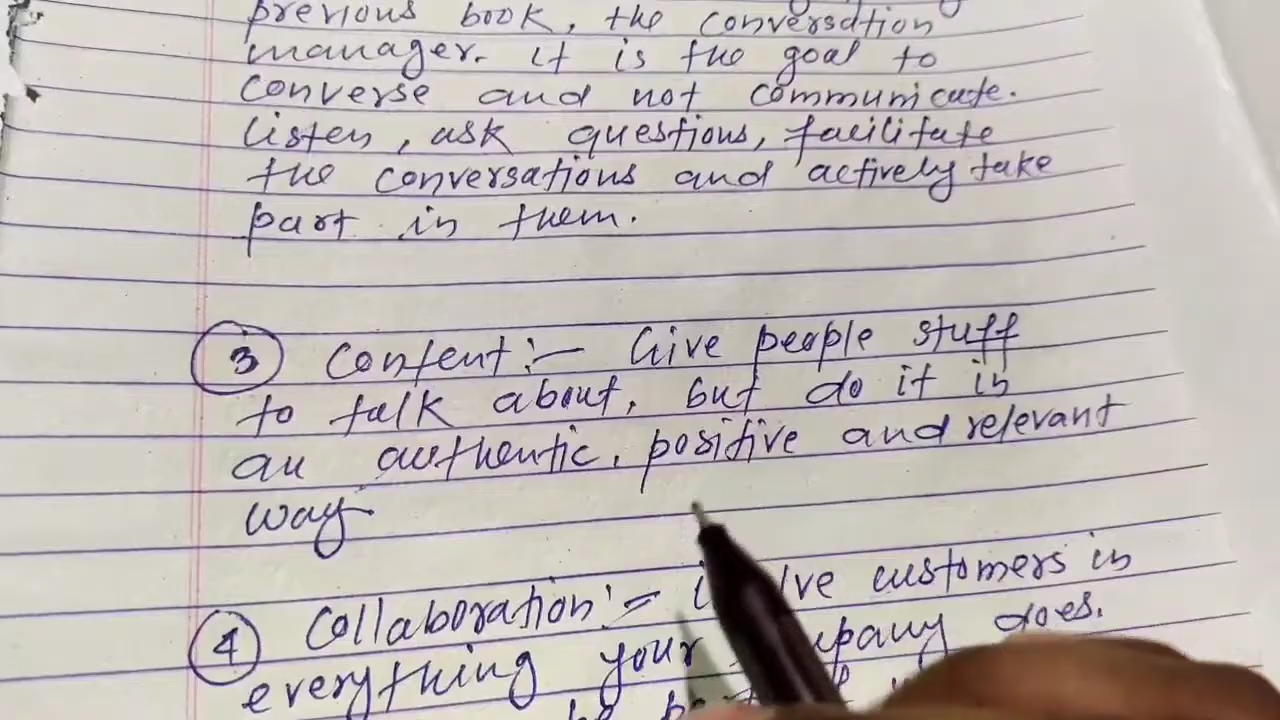 previous book, the conversation
manager. it is the goal to
converse and not communicate.
listen, ask questions, facilitate
the conversations and actively take
part in them.
3 Content:- Give people stuff
to talk about, but do it in
an authentic, positive and relevant
way.
4 Collaboration:- customers in
everything your does.
be